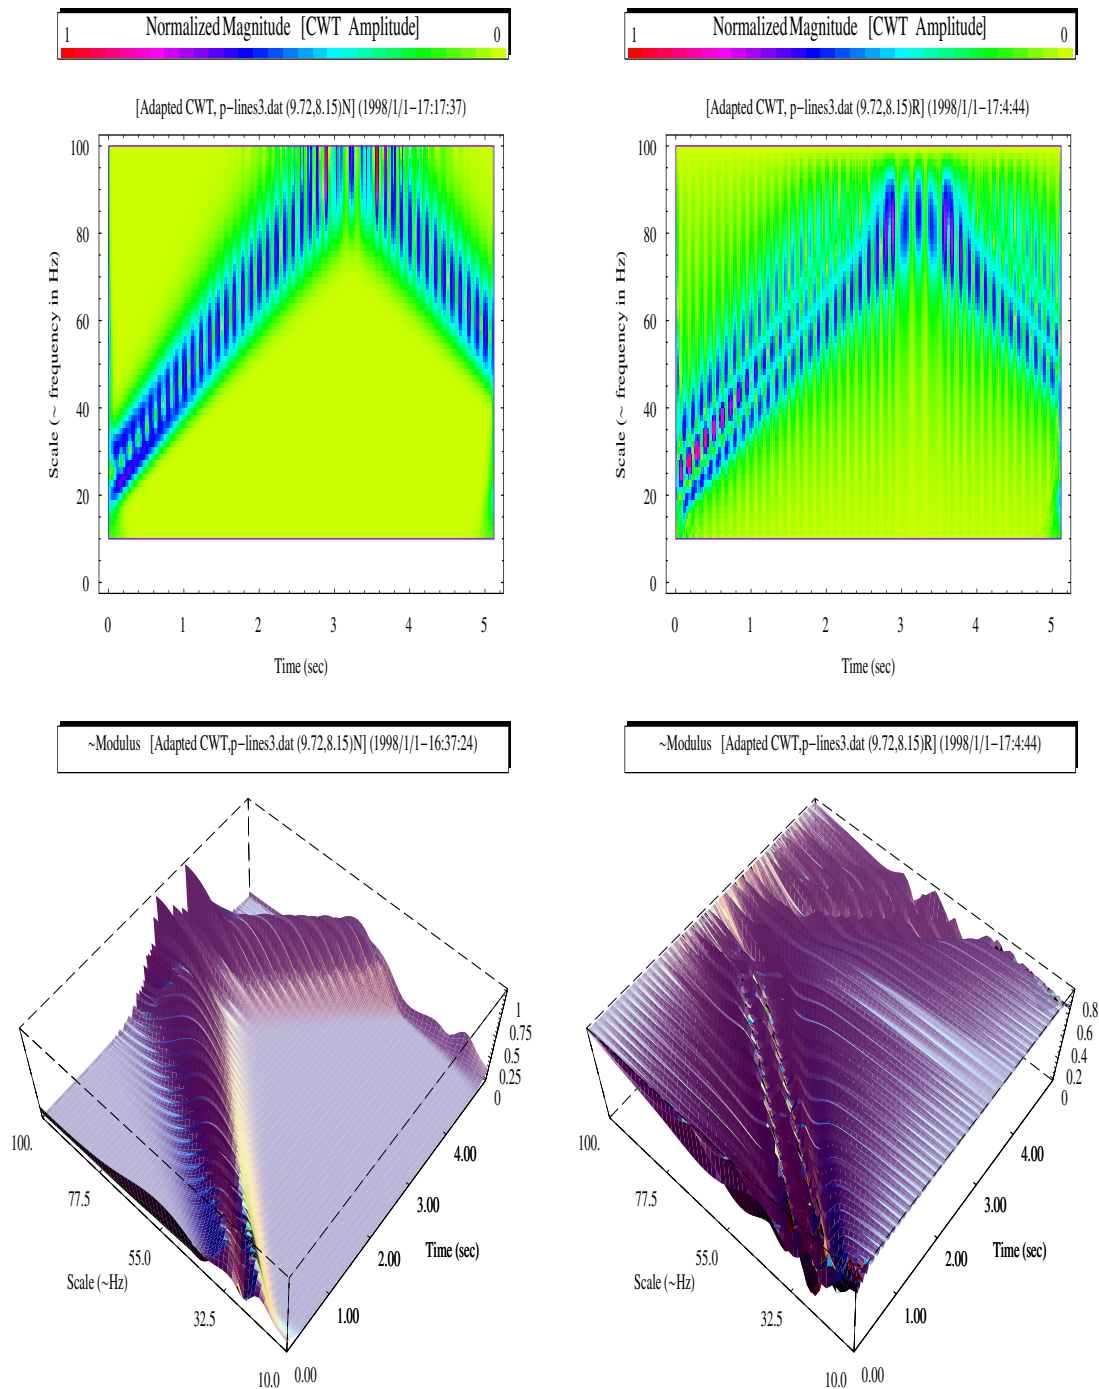 Normalized Magnitude [CWT Amplitude]
1 0
[Adapted CWT, p-lines3.dat (9.72,8.15)N] (1998/1/1-17:17:37)
100
80
60
40
20
0
Scale (~ frequency in Hz)
0 1 2 3 4 5
Time (sec)
Normalized Magnitude [CWT Amplitude]
1 0
[Adapted CWT, p-lines3.dat (9.72,8.15)R] (1998/1/1-17:4:44)
100
80
60
40
20
0
Scale (~ frequency in Hz)
0 1 2 3 4 5
Time (sec)
~Modulus [Adapted CWT,p-lines3.dat (9.72,8.15)N] (1998/1/1-16:37:24)
1
0.75
0.5
0.25
0
100.
77.5
55.0
32.5
10.0
Scale (~Hz)
4.00
3.00
2.00
1.00
0.00
Time (sec)
~Modulus [Adapted CWT,p-lines3.dat (9.72,8.15)R] (1998/1/1-17:4:44)
0.8
0.6
0.4
0.2
0
100.
77.5
55.0
32.5
10.0
Scale (~Hz)
4.00
3.00
2.00
1.00
0.00
Time (sec)